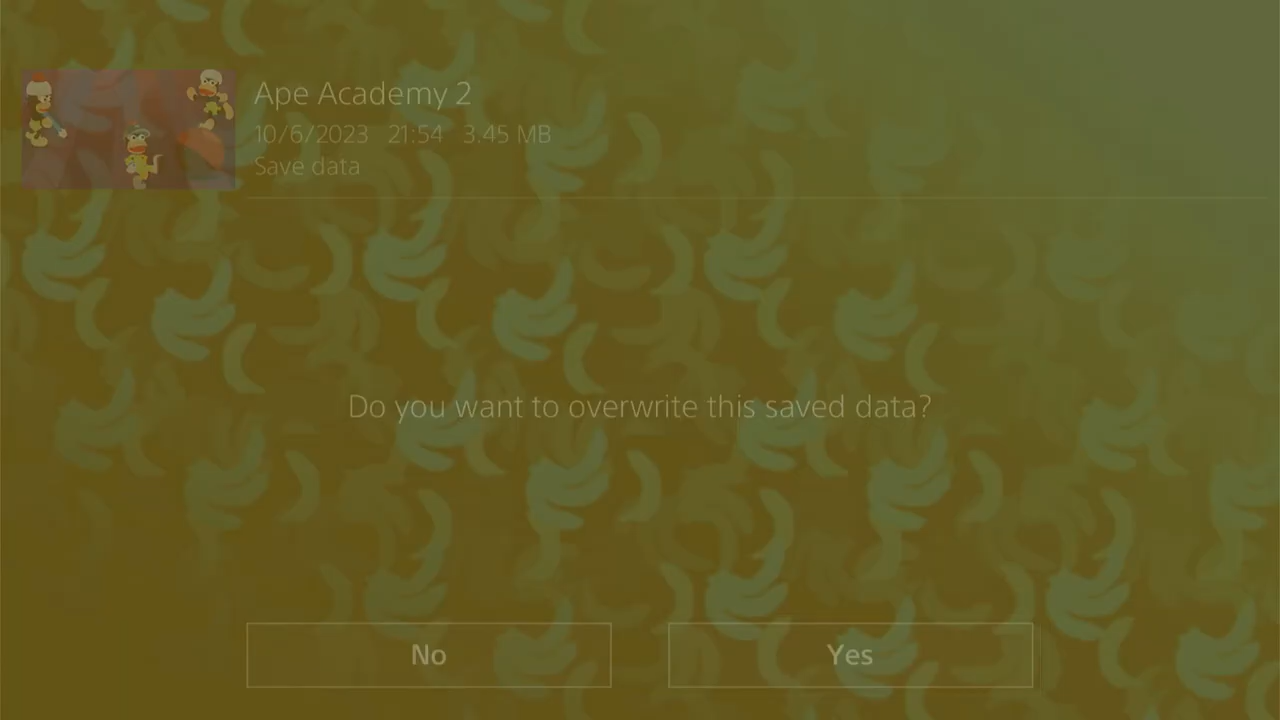 Ape Academy 2
10/6/2023 21:54 3.45 MB
Save data
Do you want to overwrite this saved data?
No Yes